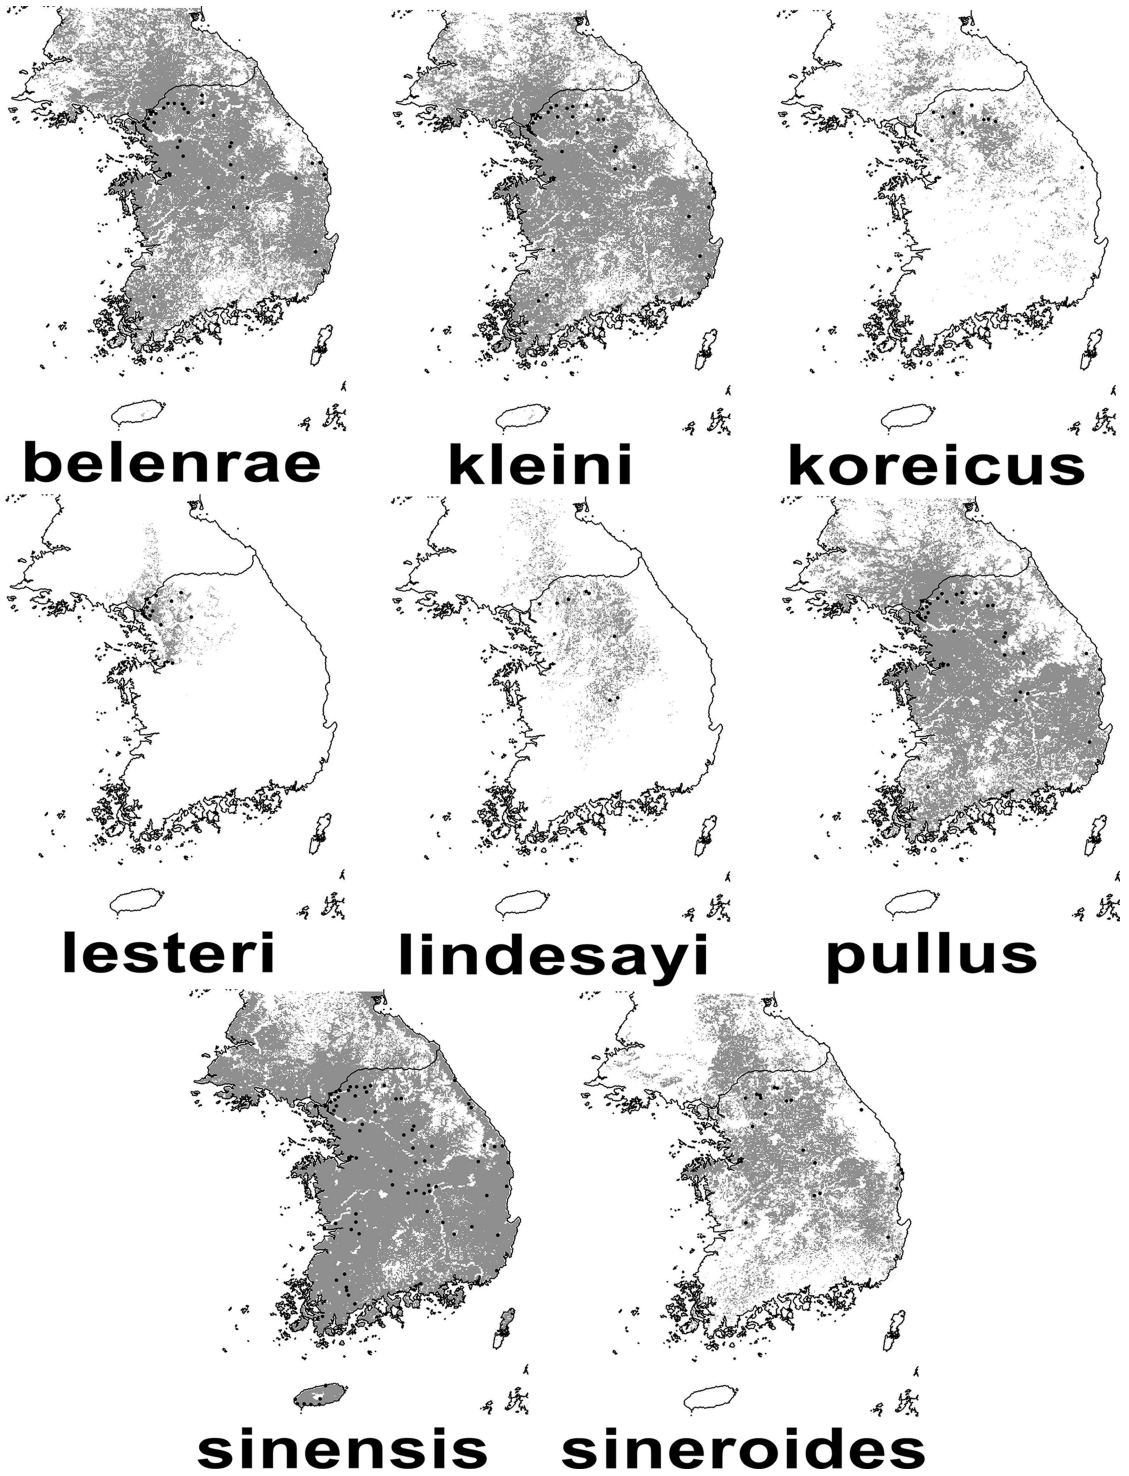 belenrae
kleini
koreicus
lesteri
lindesayi
pullus
sinensis
sineroides